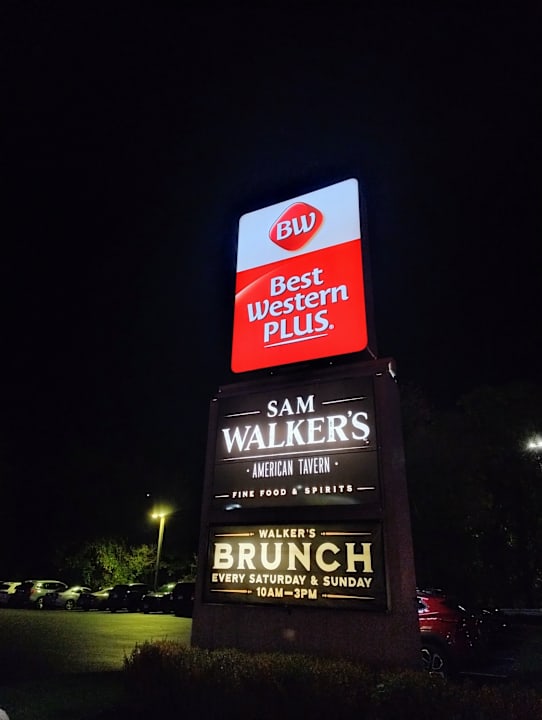 BW
Best
Western
PLUS.
SAM
WALKER'S
· AMERICAN TAVERN ·
FINE FOOD & SPIRITS
WALKER'S
BRUNCH
EVERY SATURDAY & SUNDAY
10AM—3PM